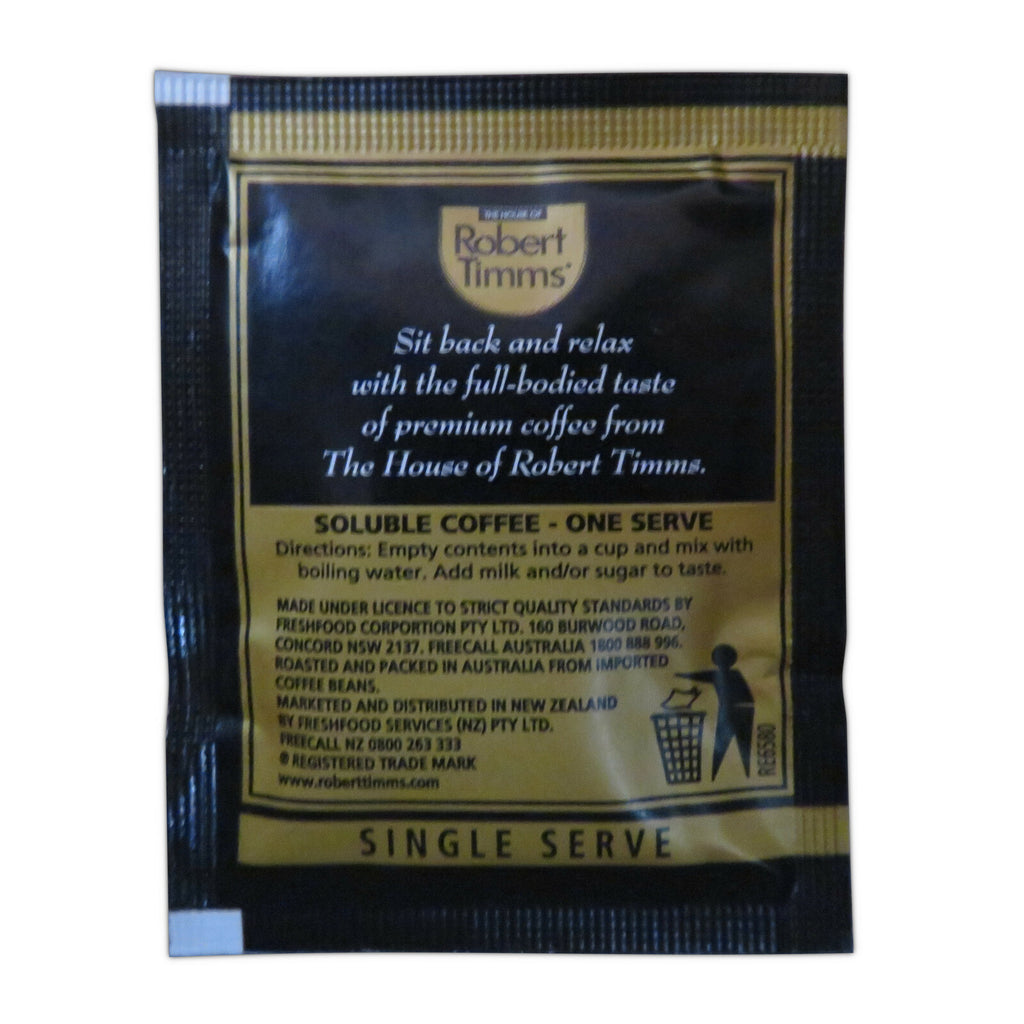 THE HOUSE OF
Robert
Timms®
Sit back and relax
with the full-bodied taste
of premium coffee from
The House of Robert Timms.
SOLUBLE COFFEE - ONE SERVE
Directions: Empty contents into a cup and mix with
boiling water. Add milk and/or sugar to taste.
MADE UNDER LICENCE TO STRICT QUALITY STANDARDS BY
FRESHFOOD CORPORTION PTY LTD. 160 BURWOOD ROAD,
CONCORD NSW 2137. FREECALL AUSTRALIA 1800 888 996.
ROASTED AND PACKED IN AUSTRALIA FROM IMPORTED
COFFEE BEANS.
MARKETED AND DISTRIBUTED IN NEW ZEALAND
BY FRESHFOOD SERVICES (NZ) PTY LTD.
FREECALL NZ 0800 263 333
® REGISTERED TRADE MARK
www.roberttimms.com
RE6580
SINGLE SERVE